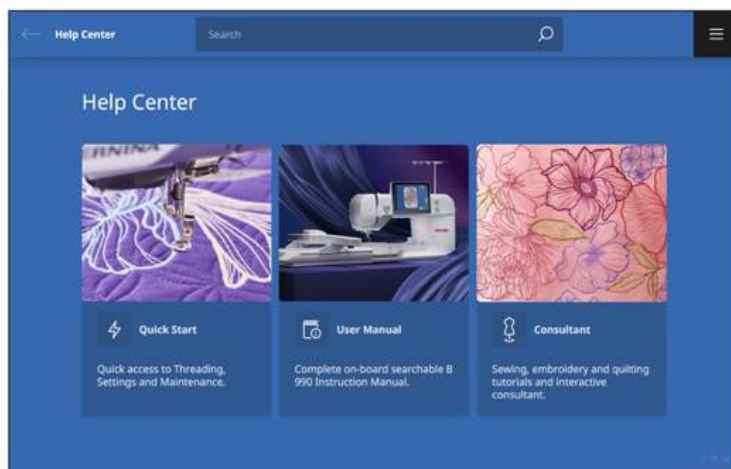 Help Center
Search
Help Center
BERNINA
Quick Start
User Manual
Consultant
Quick access to Threading,
Settings and Maintenance.
Complete on-board searchable B
990 Instruction Manual.
Sewing, embroidery and quilting
tutorials and interactive
consultant.